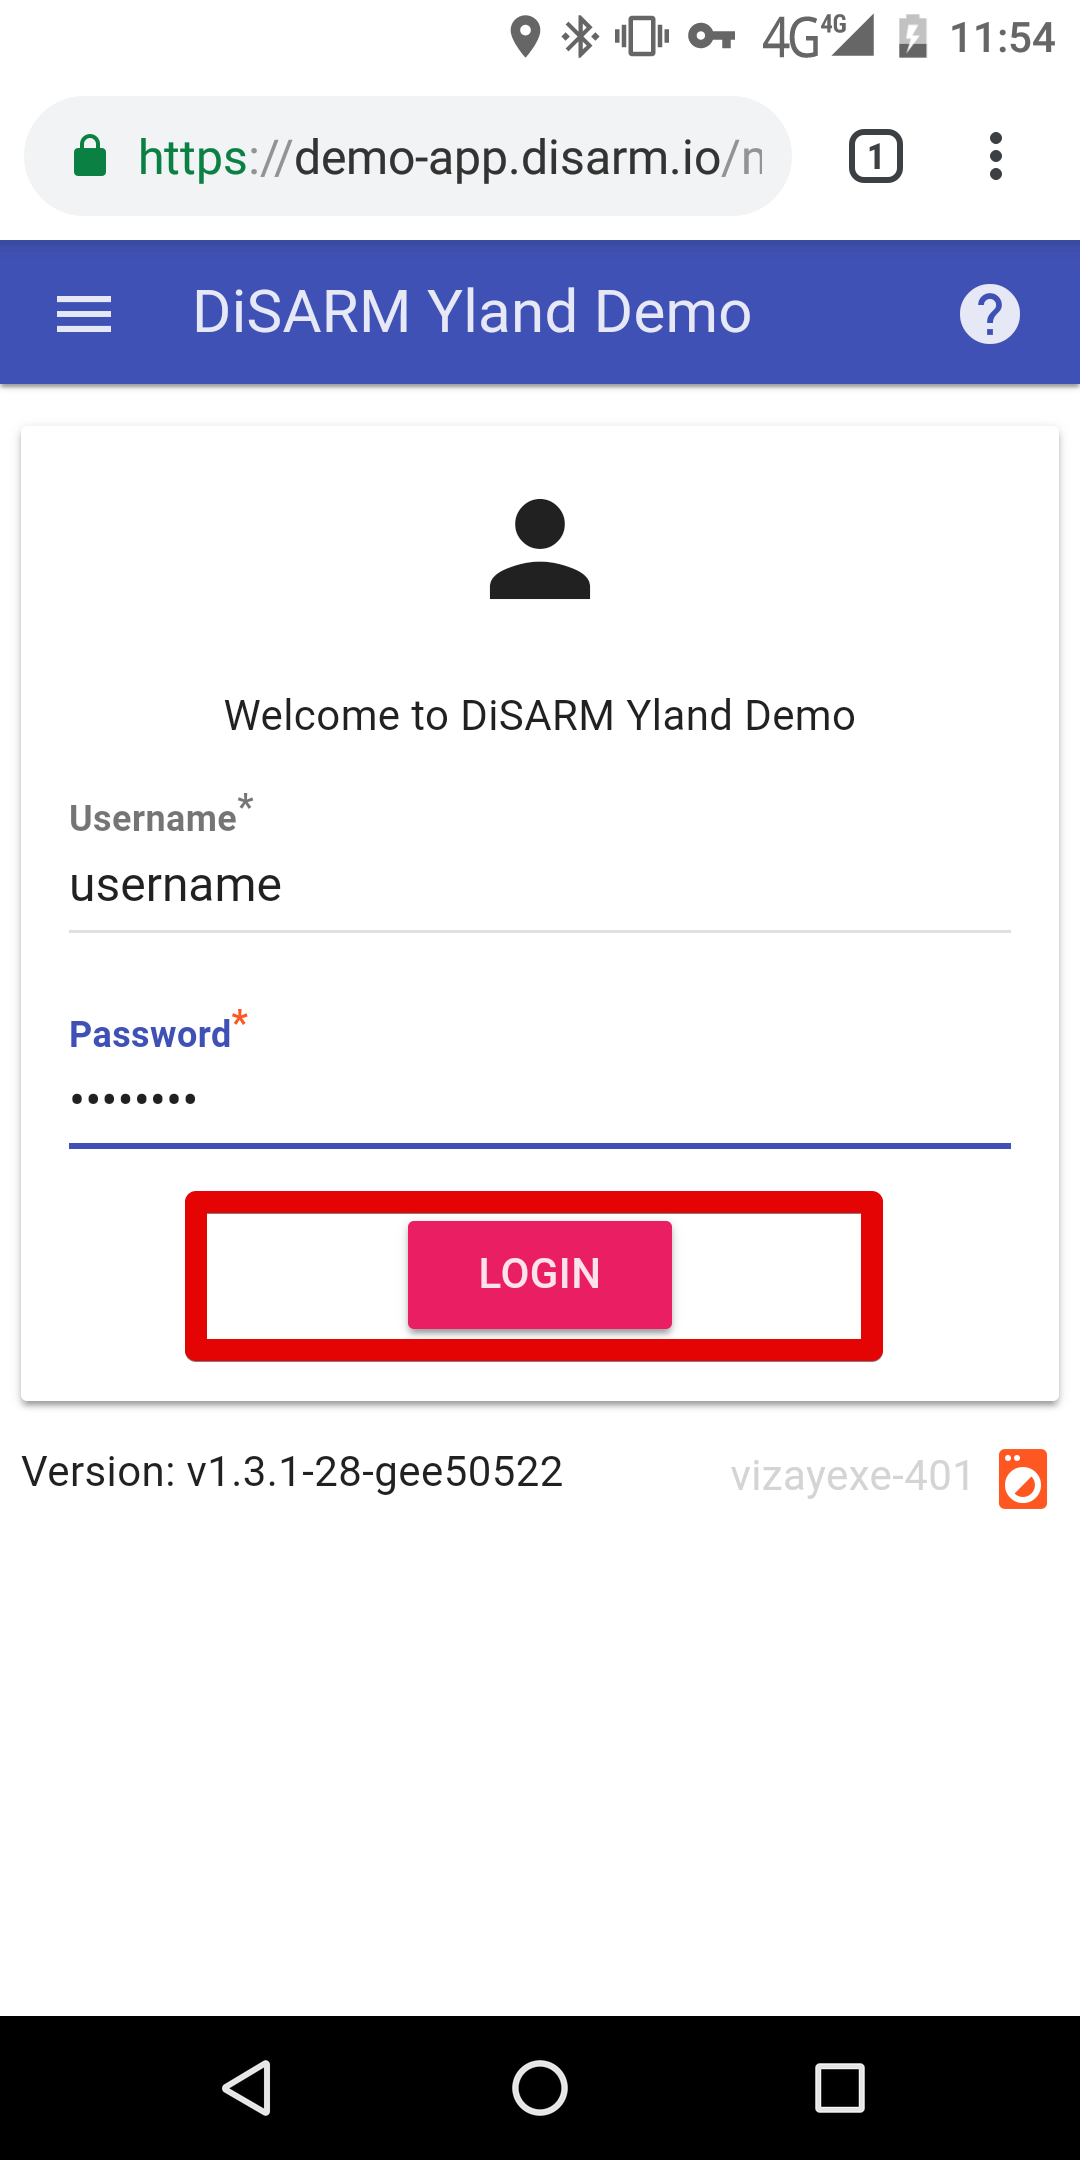 4G 4G 11:54
https://demo-app.disarm.io/
1
DiSARM Yland Demo
?
Welcome to DiSARM Yland Demo
Username*
username
Password*
••••••••
LOGIN
Version: v1.3.1-28-gee50522
vizayexe-401